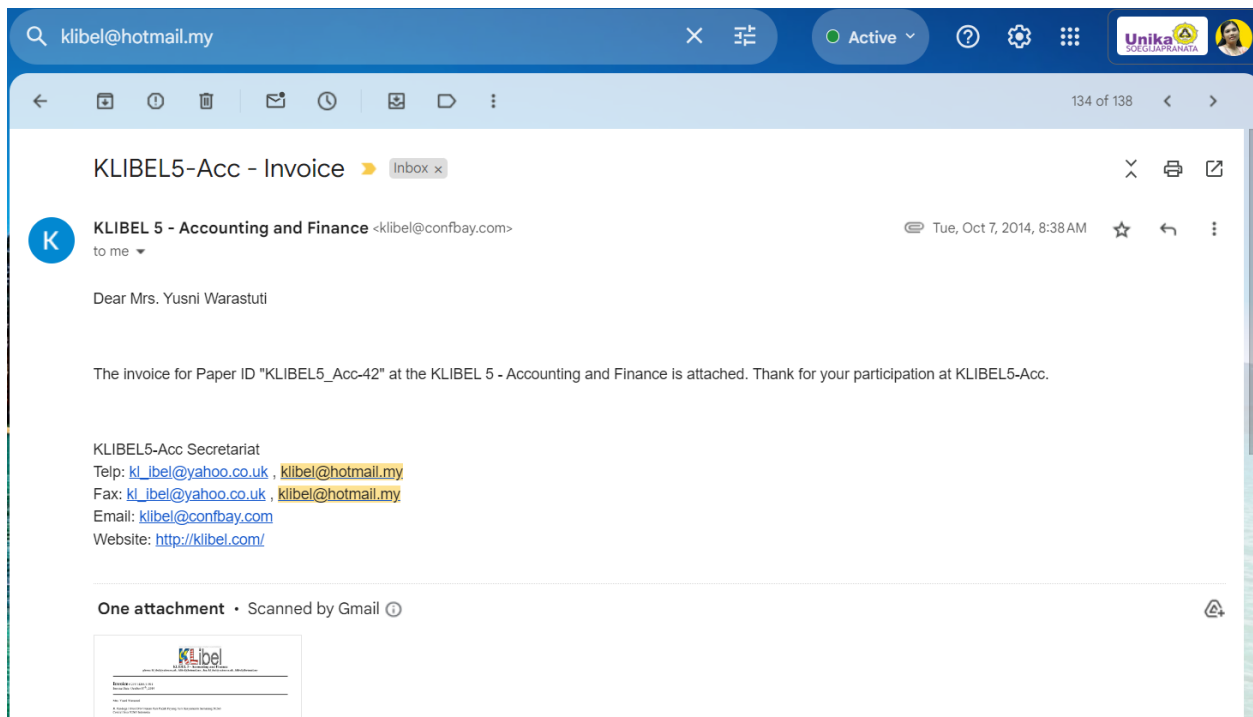 klibel@hotmail.my
Active
Unika
SOEGIJAPRANATA
134 of 138
KLIBEL5-Acc - Invoice
Inbox x
K
KLIBEL 5 - Accounting and Finance <klibel@confbay.com>
Tue, Oct 7, 2014, 8:38 AM
to me
Dear Mrs. Yusni Warastuti
The invoice for Paper ID "KLIBEL5_Acc-42" at the KLIBEL 5 - Accounting and Finance is attached. Thank for your participation at KLIBEL5-Acc.
KLIBEL5-Acc Secretariat
Telp: kl_ibel@yahoo.co.uk , klibel@hotmail.my
Fax: kl_ibel@yahoo.co.uk , klibel@hotmail.my
Email: klibel@confbay.com
Website: http://klibel.com/
One attachment • Scanned by Gmail
KLibel